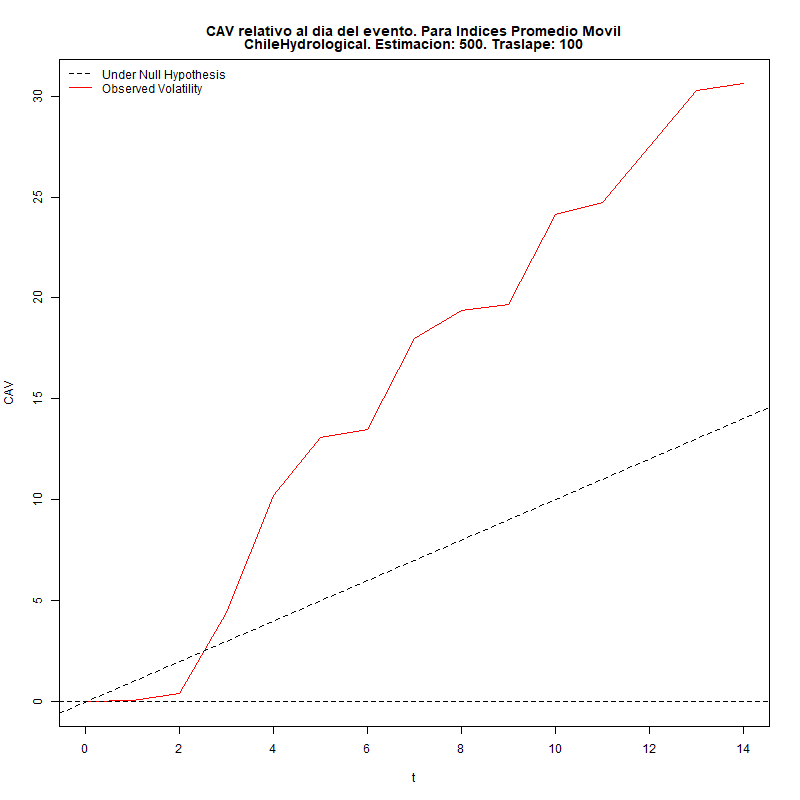 CAV relativo al dia del evento. Para Indices Promedio Movil
ChileHydrological. Estimacion: 500. Traslape: 100
Under Null Hypothesis
Observed Volatility
30
25
20
15
10
5
0
CAV
0 2 4 6 8 10 12 14
t